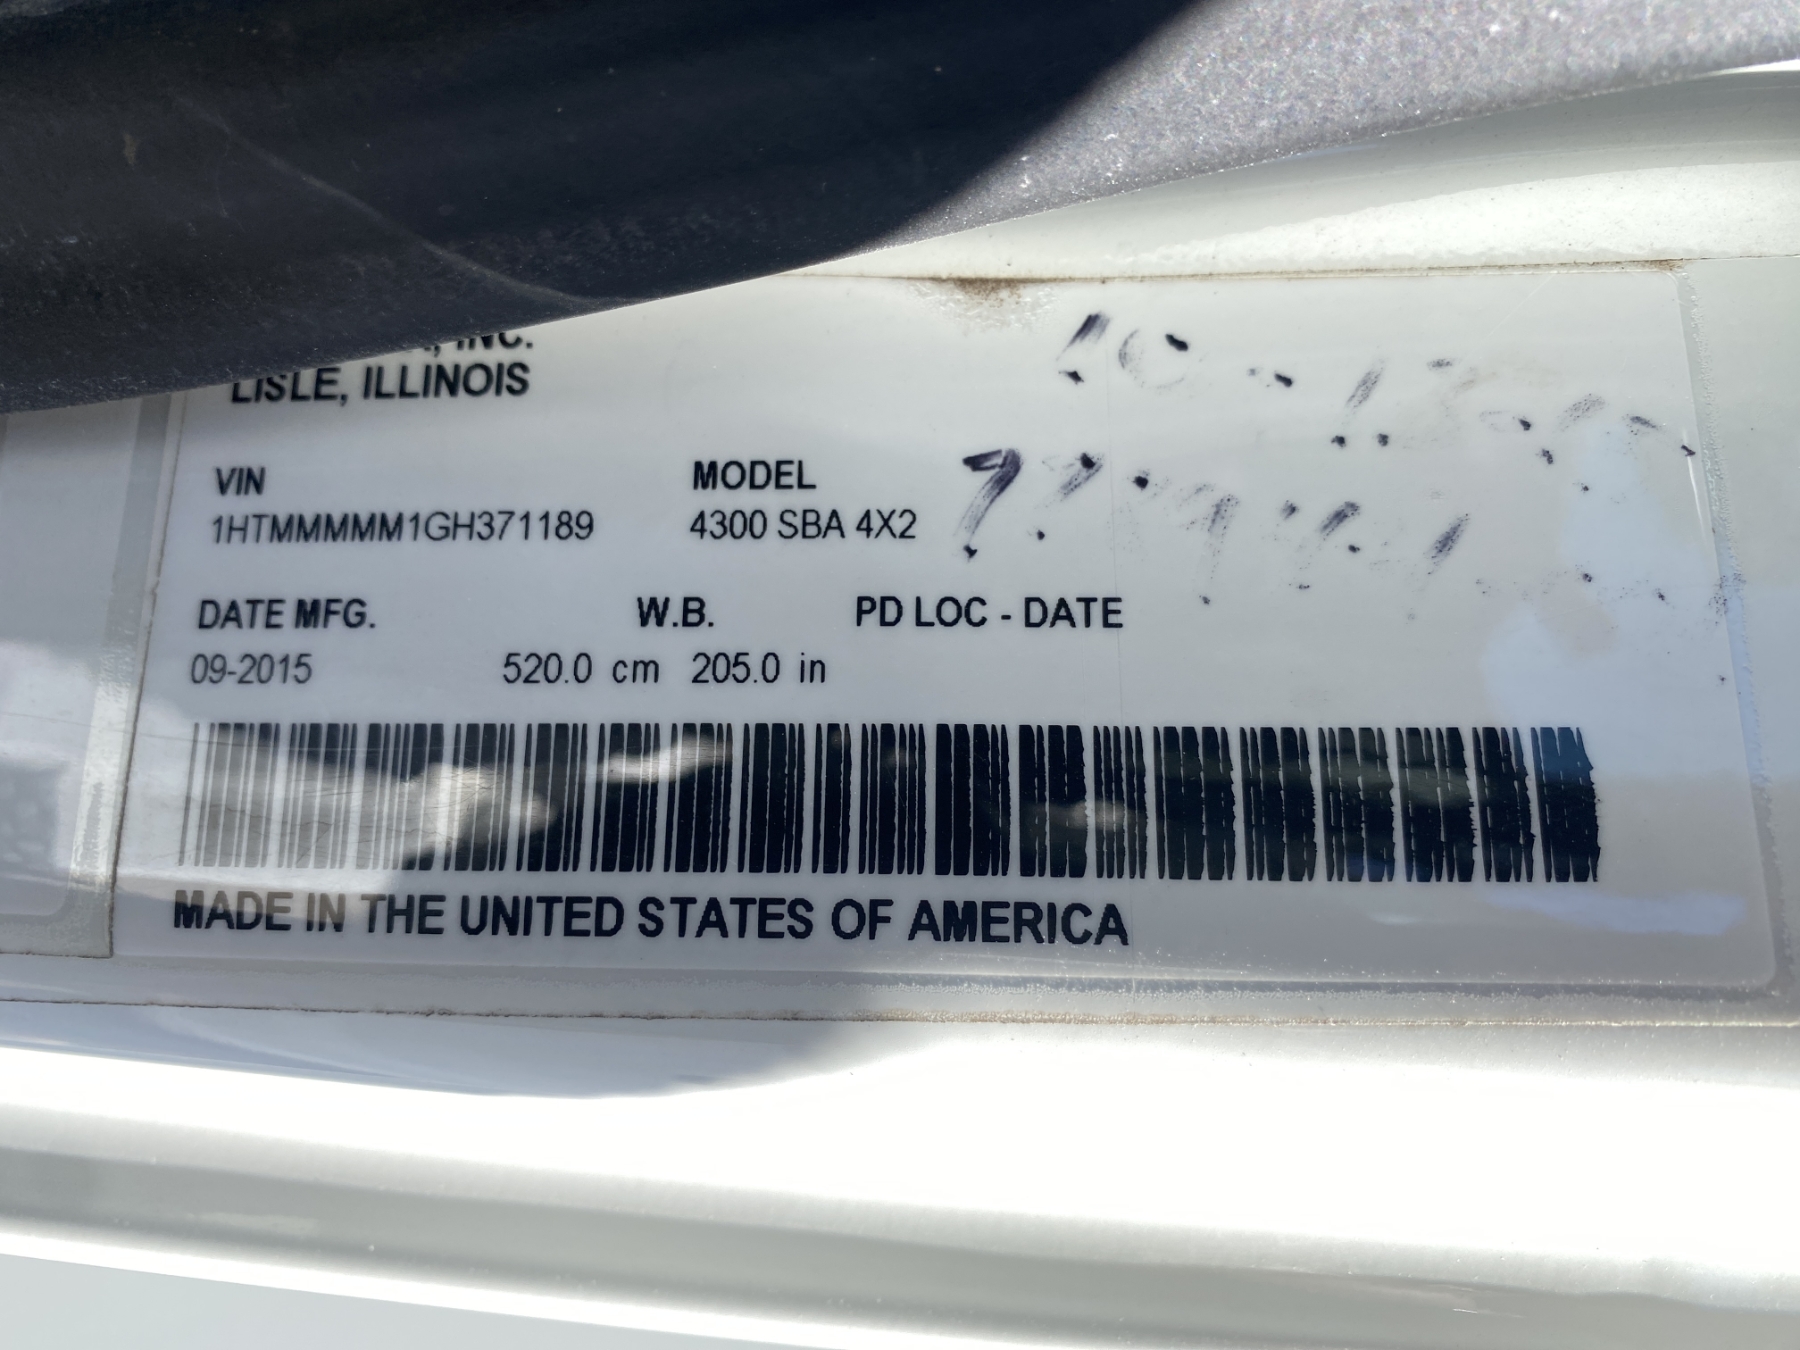 INC.
LISLE, ILLINOIS
VIN MODEL
1HTMMMMM1GH371189 4300 SBA 4X2
DATE MFG. W.B. PD LOC - DATE
09-2015 520.0 cm 205.0 in
MADE IN THE UNITED STATES OF AMERICA